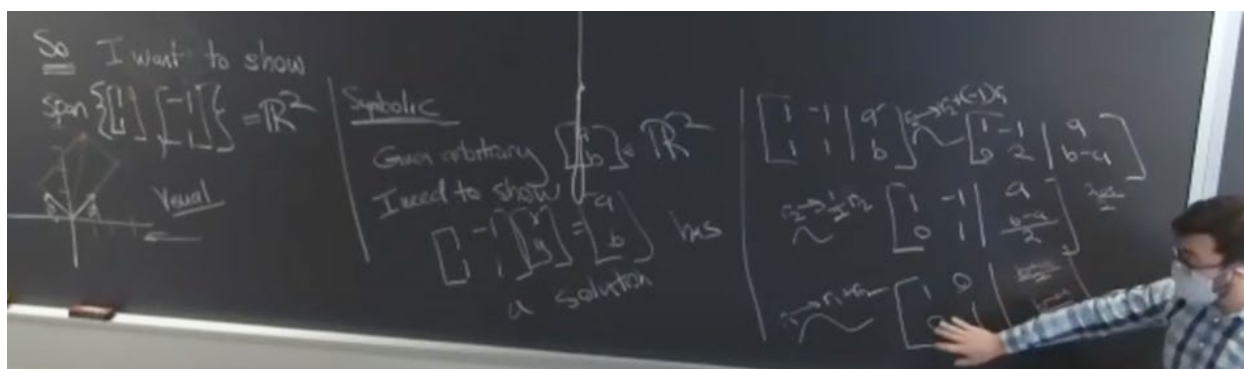 So I want to show
span {[1 1] [-1 1]} = ℝ²
Visual
Symbolic
Given arbitrary [a b] ∈ ℝ²
I need to show
[1 -1 1 1] [x y] = [a b] has
a solution
[1 -1 | a 1 1 | b] r₂→r₂+(-1)r₁ ~ [1 -1 | a 0 2 | b-a]
r₂→½r₂ ~ [1 -1 | a 0 1 | b-a/2]
r₁→r₁+r₂ ~ [1 0